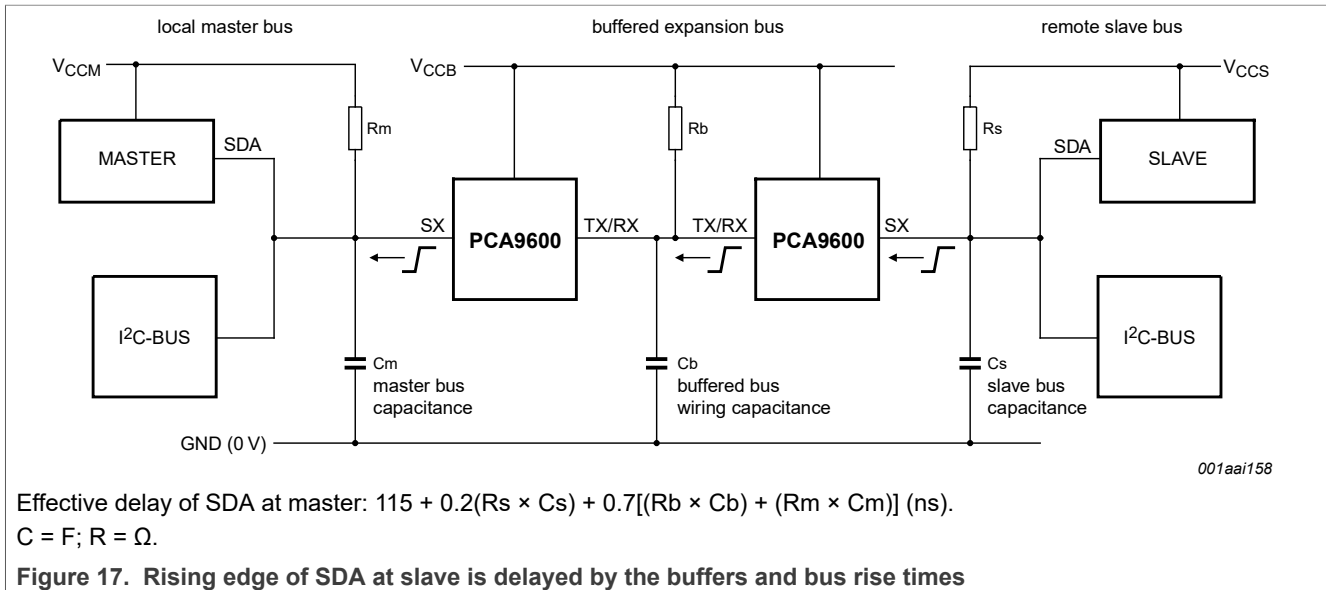 local master bus
buffered expansion bus
remote slave bus
VCCM
VCCB
VCCS
Rm
Rb
Rs
MASTER
SDA
SDA
SLAVE
SX
PCA9600
TX/RX
TX/RX
PCA9600
SX
I2C-BUS
I2C-BUS
Cm
master bus
capacitance
Cb
buffered bus
wiring capacitance
Cs
slave bus
capacitance
GND (0 V)
001aai158
Effective delay of SDA at master: 115 + 0.2(Rs × Cs) + 0.7[(Rb × Cb) + (Rm × Cm)] (ns).
C = F; R = Ω.
Figure 17. Rising edge of SDA at slave is delayed by the buffers and bus rise times